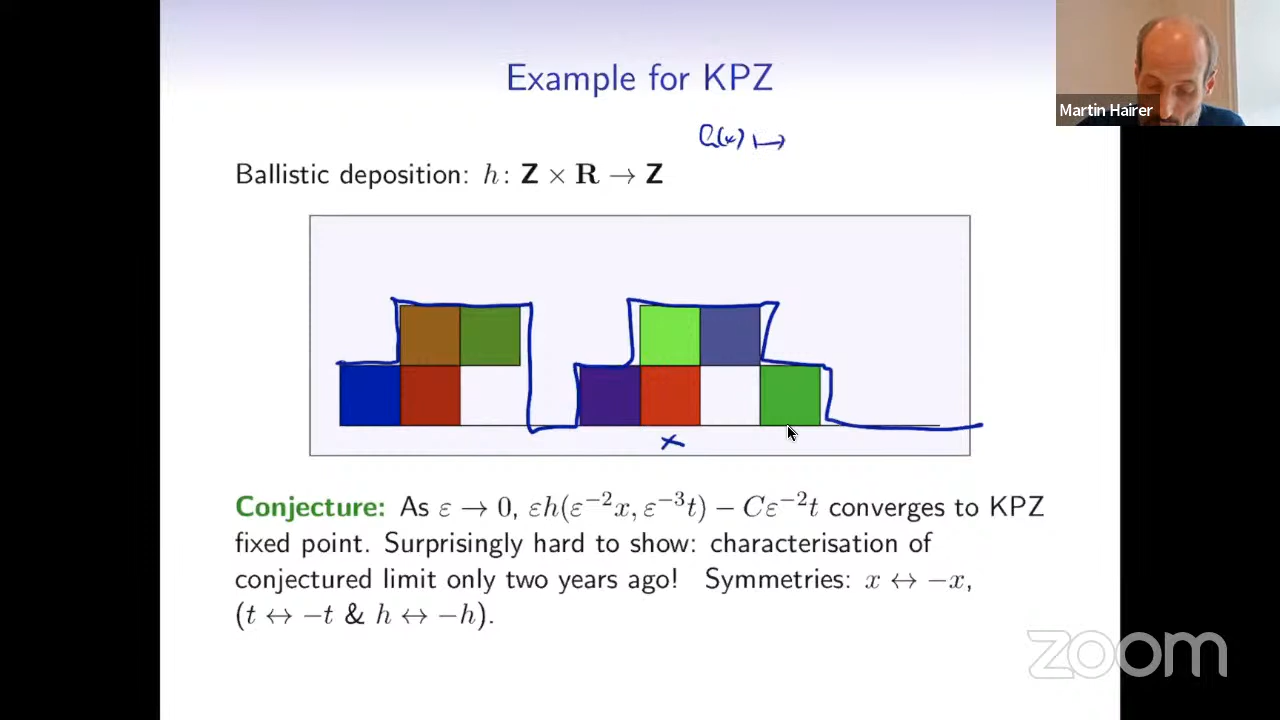 Example for KPZ
Martin Hairer
h(x) ↦
Ballistic deposition: h: Z × R → Z
x
Conjecture: As ε → 0, εh(ε⁻²x, ε⁻³t) − Cε⁻²t converges to KPZ
fixed point. Surprisingly hard to show: characterisation of
conjectured limit only two years ago! Symmetries: x ↔ −x,
(t ↔ −t & h ↔ −h).
zoom